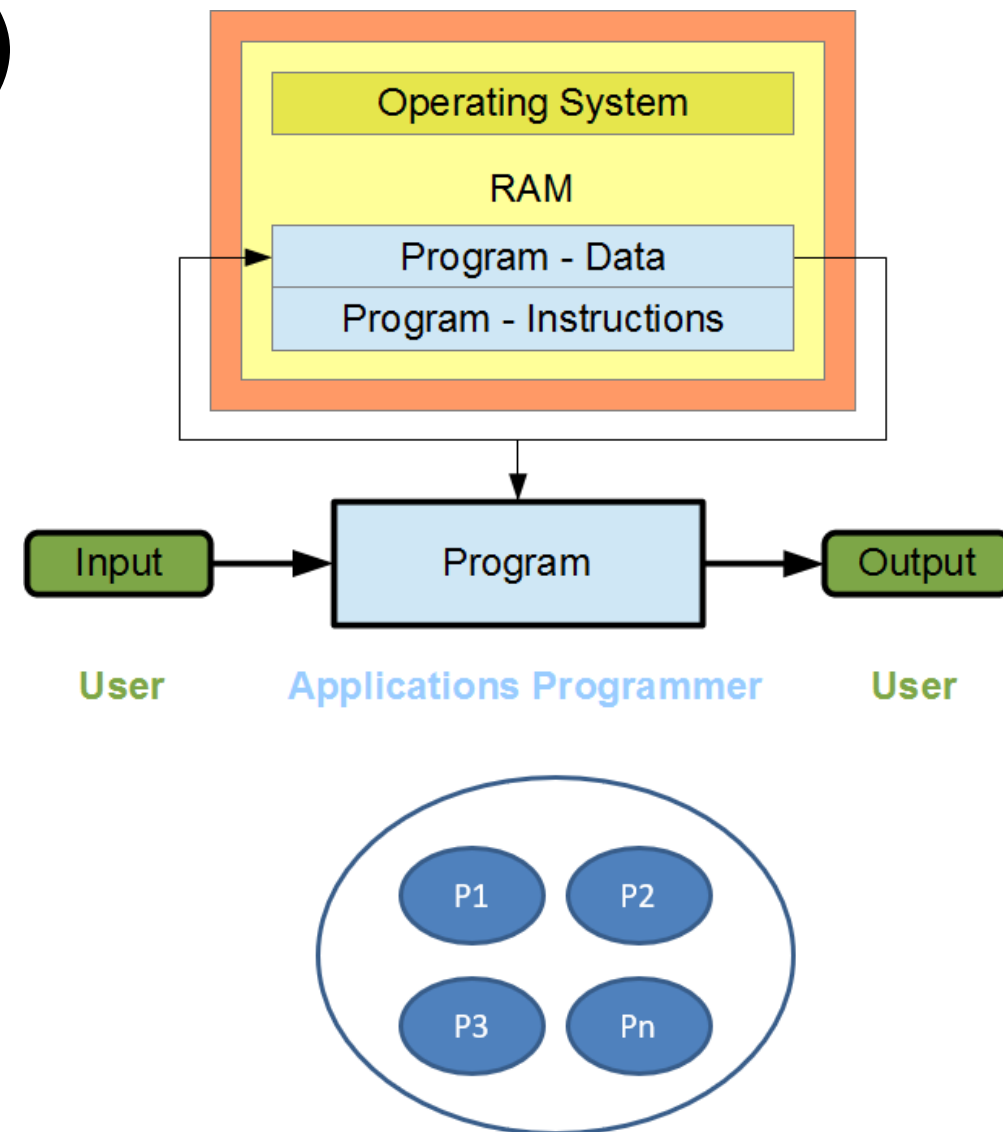 Operating System
RAM
Program - Data
Program - Instructions
Input
Program
Output
User
Applications Programmer
User
P1
P2
P3
Pn